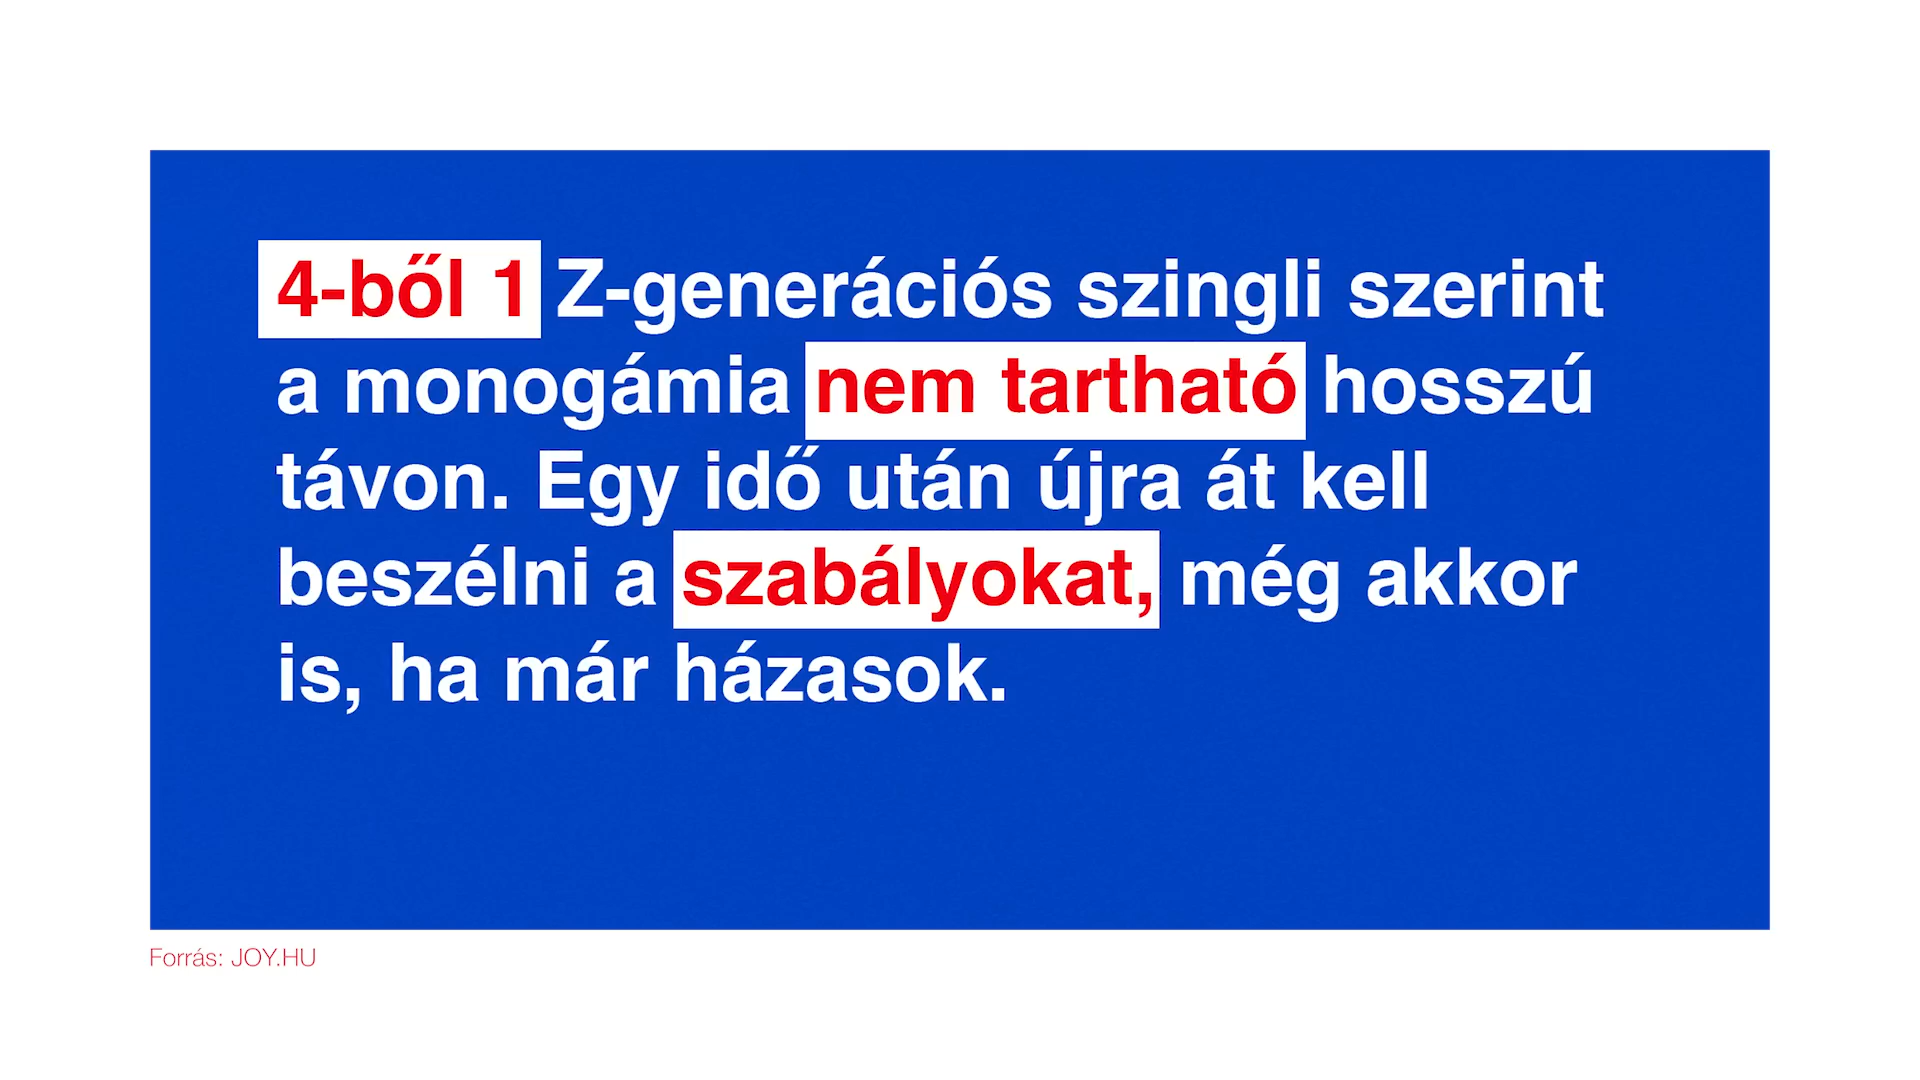 4-ből 1 Z-generációs szingli szerint
a monogámia nem tartható hosszú
távon. Egy idő után újra át kell
beszélni a szabályokat, még akkor
is, ha már házasok.
Forrás: JOY.HU